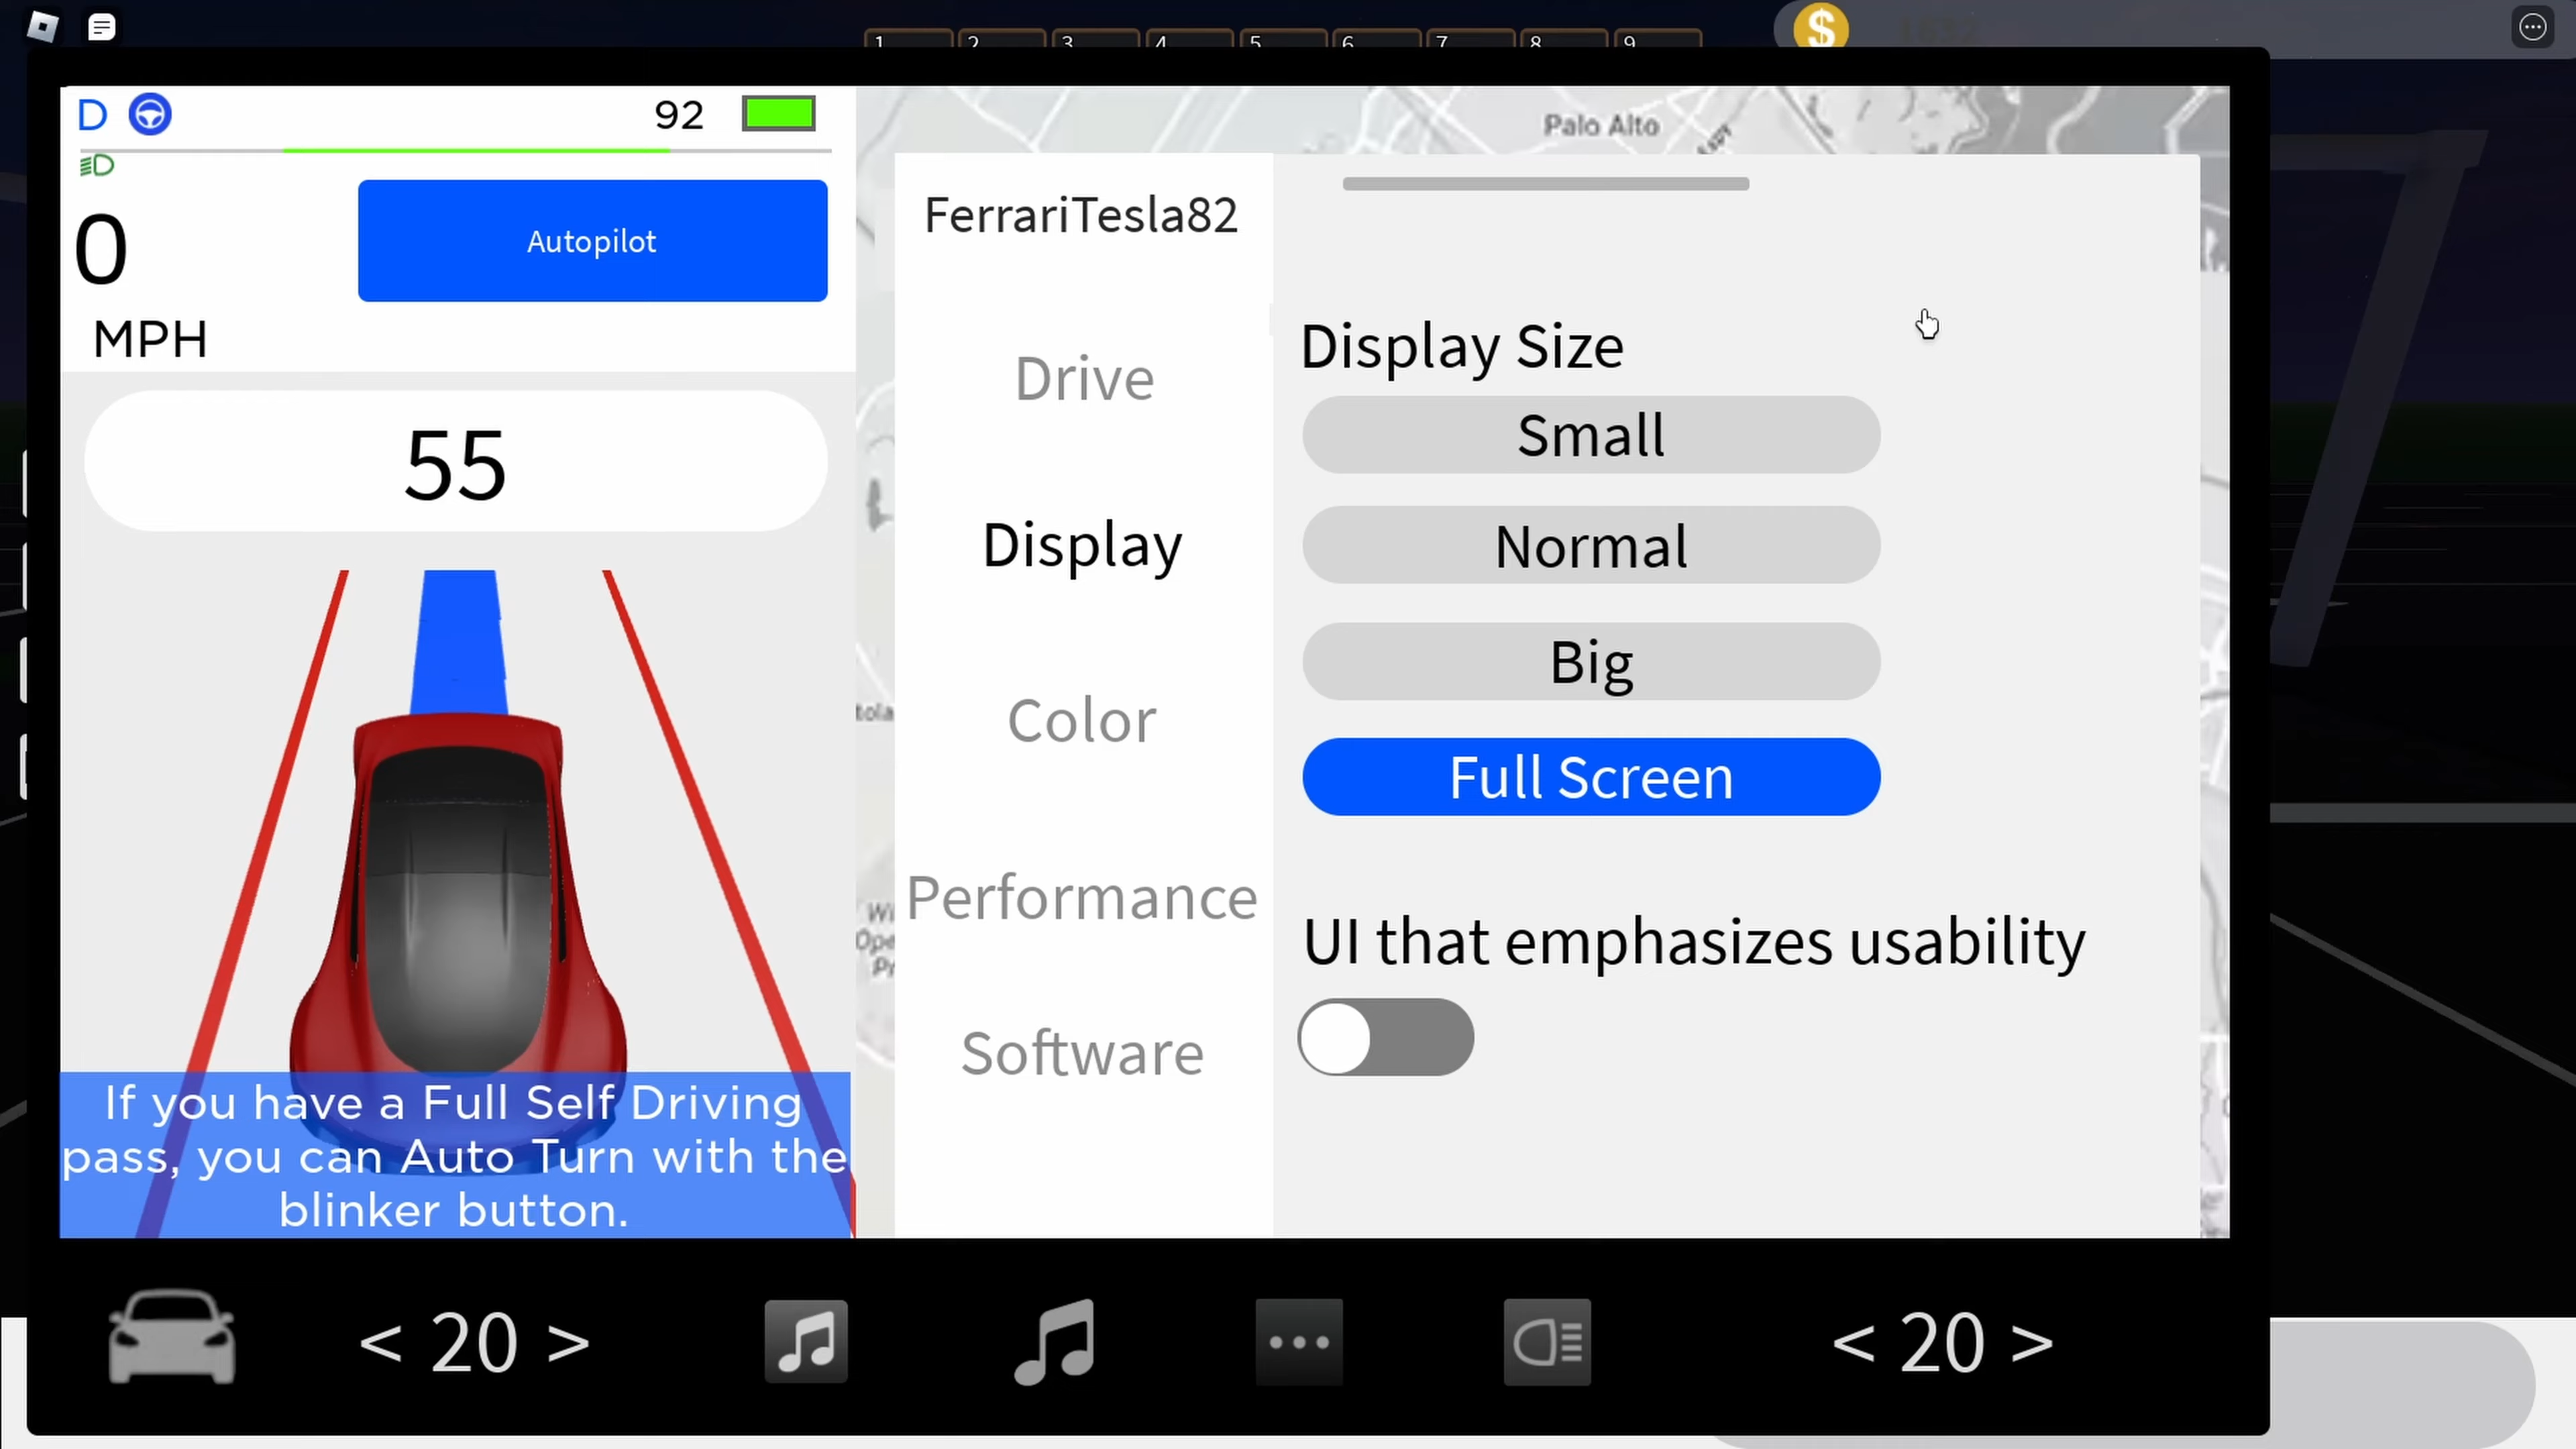 1 2 3 4 5 6 7 8 9
$
D
92
Palo Alto
0
MPH
Autopilot
55
If you have a Full Self Driving
pass, you can Auto Turn with the
blinker button.
FerrariTesla82
Drive
Display
Color
Performance
Software
Display Size
Small
Normal
Big
Full Screen
UI that emphasizes usability
< 20 >
< 20 >